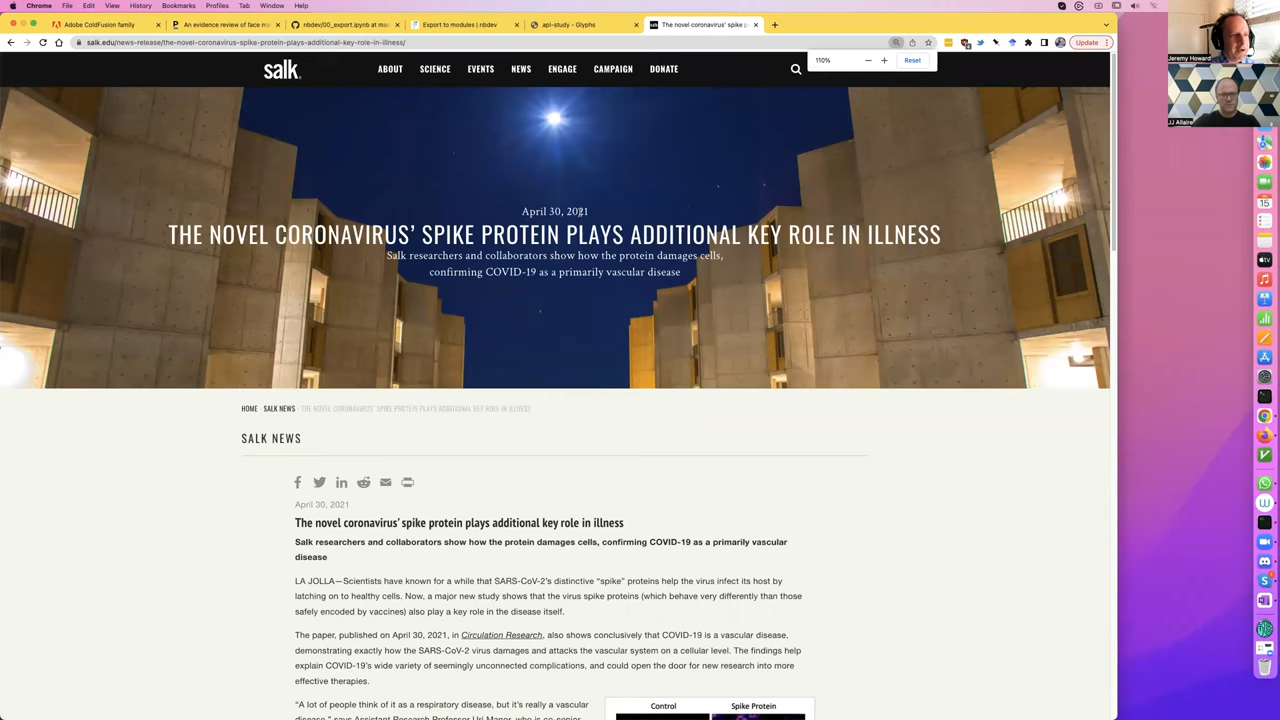 Chrome File Edit View History Bookmarks Profiles Tab Window Help
Adobe ColdFusion family
An evidence review of face m
nbdev/00_export.ipynb at ma
Export to modules | nbdev
apl-study - Glyphs
The novel coronavirus' spike p
salk.edu/news-release/the-novel-coronavirus-spike-protein-plays-additional-key-role-in-illness/
Update
110%
Reset
salk
ABOUT SCIENCE EVENTS NEWS ENGAGE CAMPAIGN DONATE
Jeremy Howard
JJ Allaire
15
April 30, 2021
THE NOVEL CORONAVIRUS' SPIKE PROTEIN PLAYS ADDITIONAL KEY ROLE IN ILLNESS
Salk researchers and collaborators show how the protein damages cells,
confirming COVID-19 as a primarily vascular disease
HOME - SALK NEWS - THE NOVEL CORONAVIRUS' SPIKE PROTEIN PLAYS ADDITIONAL KEY ROLE IN ILLNESS
SALK NEWS
April 30, 2021
The novel coronavirus' spike protein plays additional key role in illness
Salk researchers and collaborators show how the protein damages cells, confirming COVID-19 as a primarily vascular
disease
LA JOLLA—Scientists have known for a while that SARS-CoV-2's distinctive “spike” proteins help the virus infect its host by
latching on to healthy cells. Now, a major new study shows that the virus spike proteins (which behave very differently than those
safely encoded by vaccines) also play a key role in the disease itself.
The paper, published on April 30, 2021, in Circulation Research, also shows conclusively that COVID-19 is a vascular disease,
demonstrating exactly how the SARS-CoV-2 virus damages and attacks the vascular system on a cellular level. The findings help
explain COVID-19's wide variety of seemingly unconnected complications, and could open the door for new research into more
effective therapies.
“A lot of people think of it as a respiratory disease, but it's really a vascular
disease,” says Assistant Research Professor Uri Manor, who is co-senior
Control Spike Protein